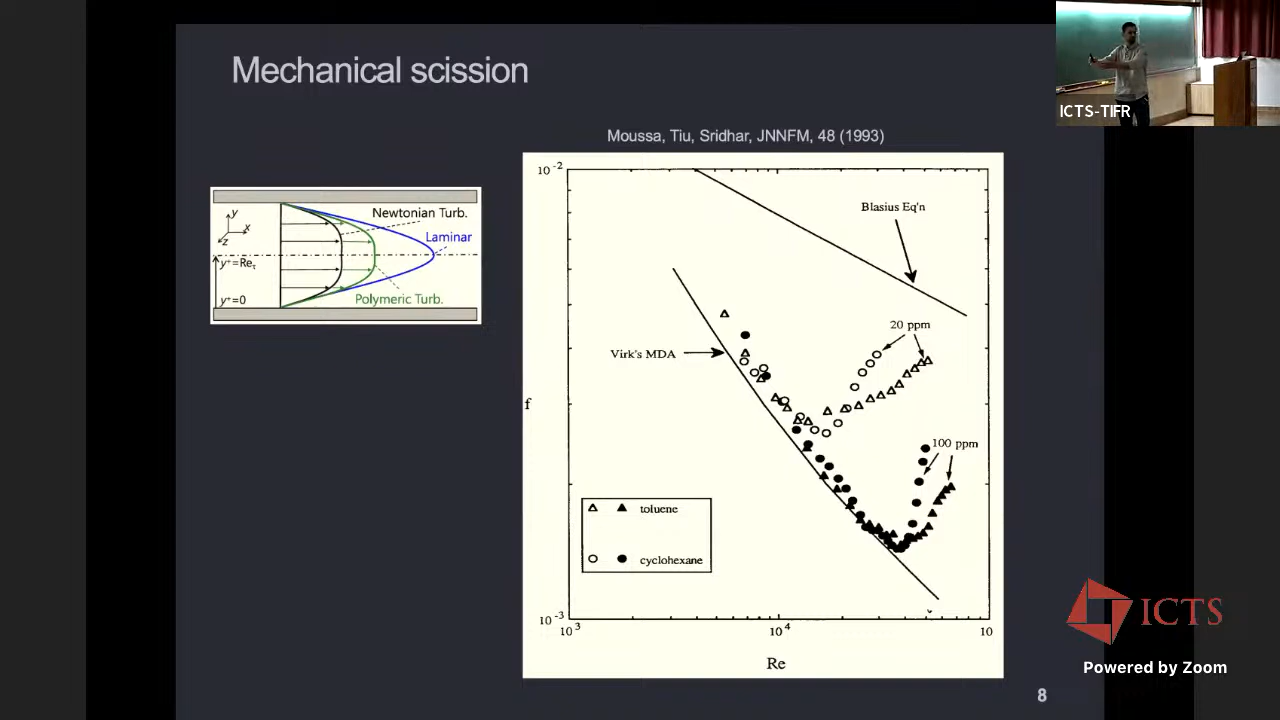 Mechanical scission
ICTS-TIFR
Moussa, Tiu, Sridhar, JNNFM, 48 (1993)
Newtonian Turb.
Laminar
y
x
z
y⁺=Reτ
y⁺=0
Polymeric Turb.
10⁻²
Blasius Eq'n
20 ppm
Virk's MDA
f
100 ppm
toluene
cyclohexane
10⁻³
10³
10⁴
10
Re
ICTS
Powered by Zoom
8